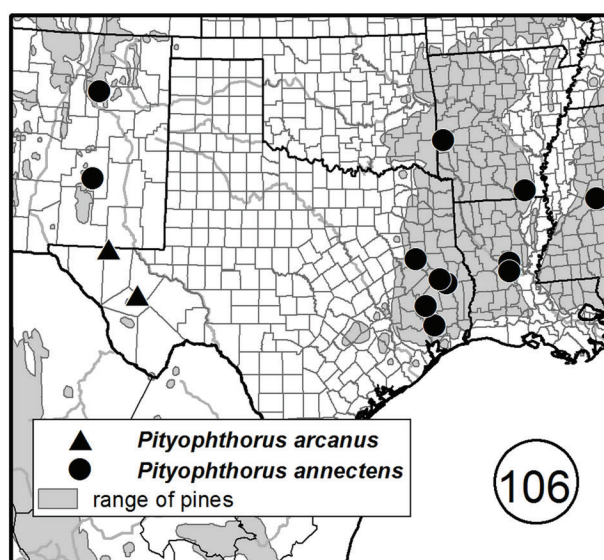 Pityophthorus arcanus
Pityophthorus annectens
range of pines
106